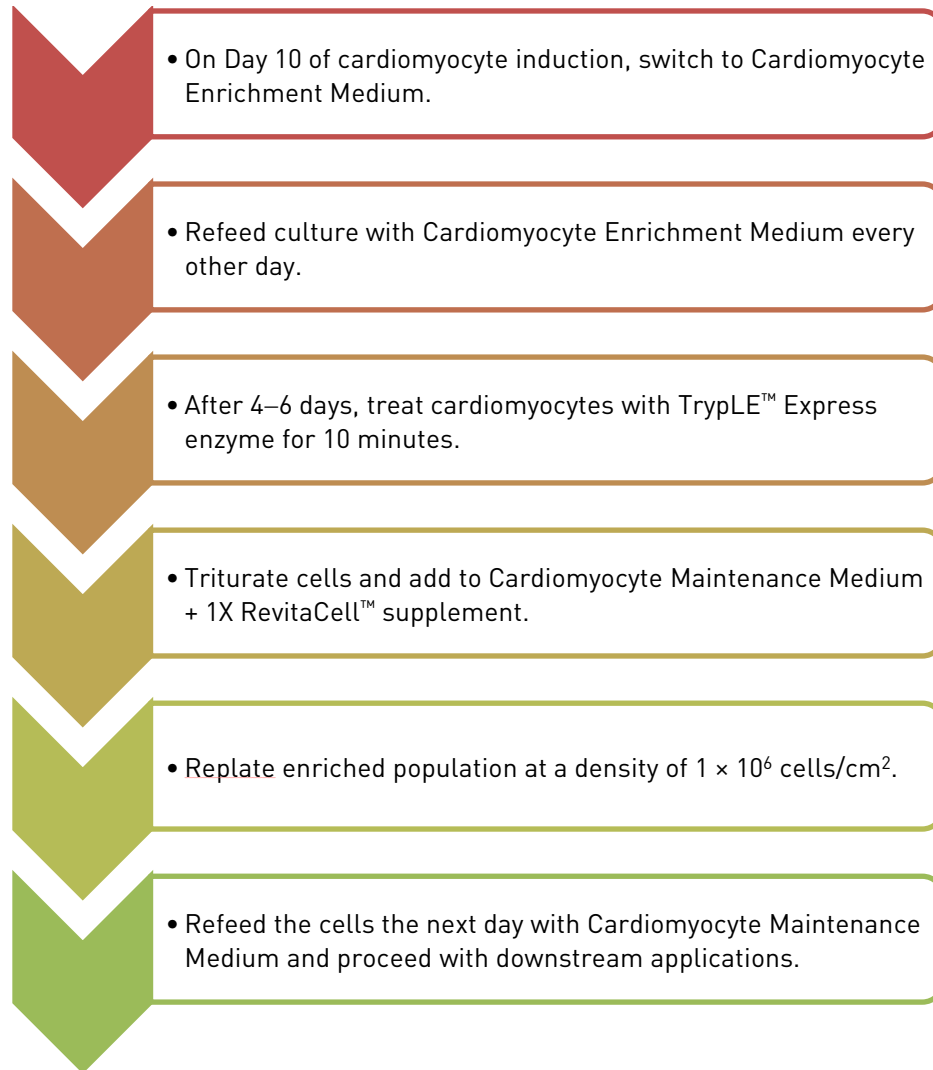 • On Day 10 of cardiomyocyte induction, switch to Cardiomyocyte
Enrichment Medium.
• Refeed culture with Cardiomyocyte Enrichment Medium every
other day.
• After 4–6 days, treat cardiomyocytes with TrypLE™ Express
enzyme for 10 minutes.
• Triturate cells and add to Cardiomyocyte Maintenance Medium
+ 1X RevitaCell™ supplement.
• Replate enriched population at a density of 1 × 10⁶ cells/cm².
• Refeed the cells the next day with Cardiomyocyte Maintenance
Medium and proceed with downstream applications.